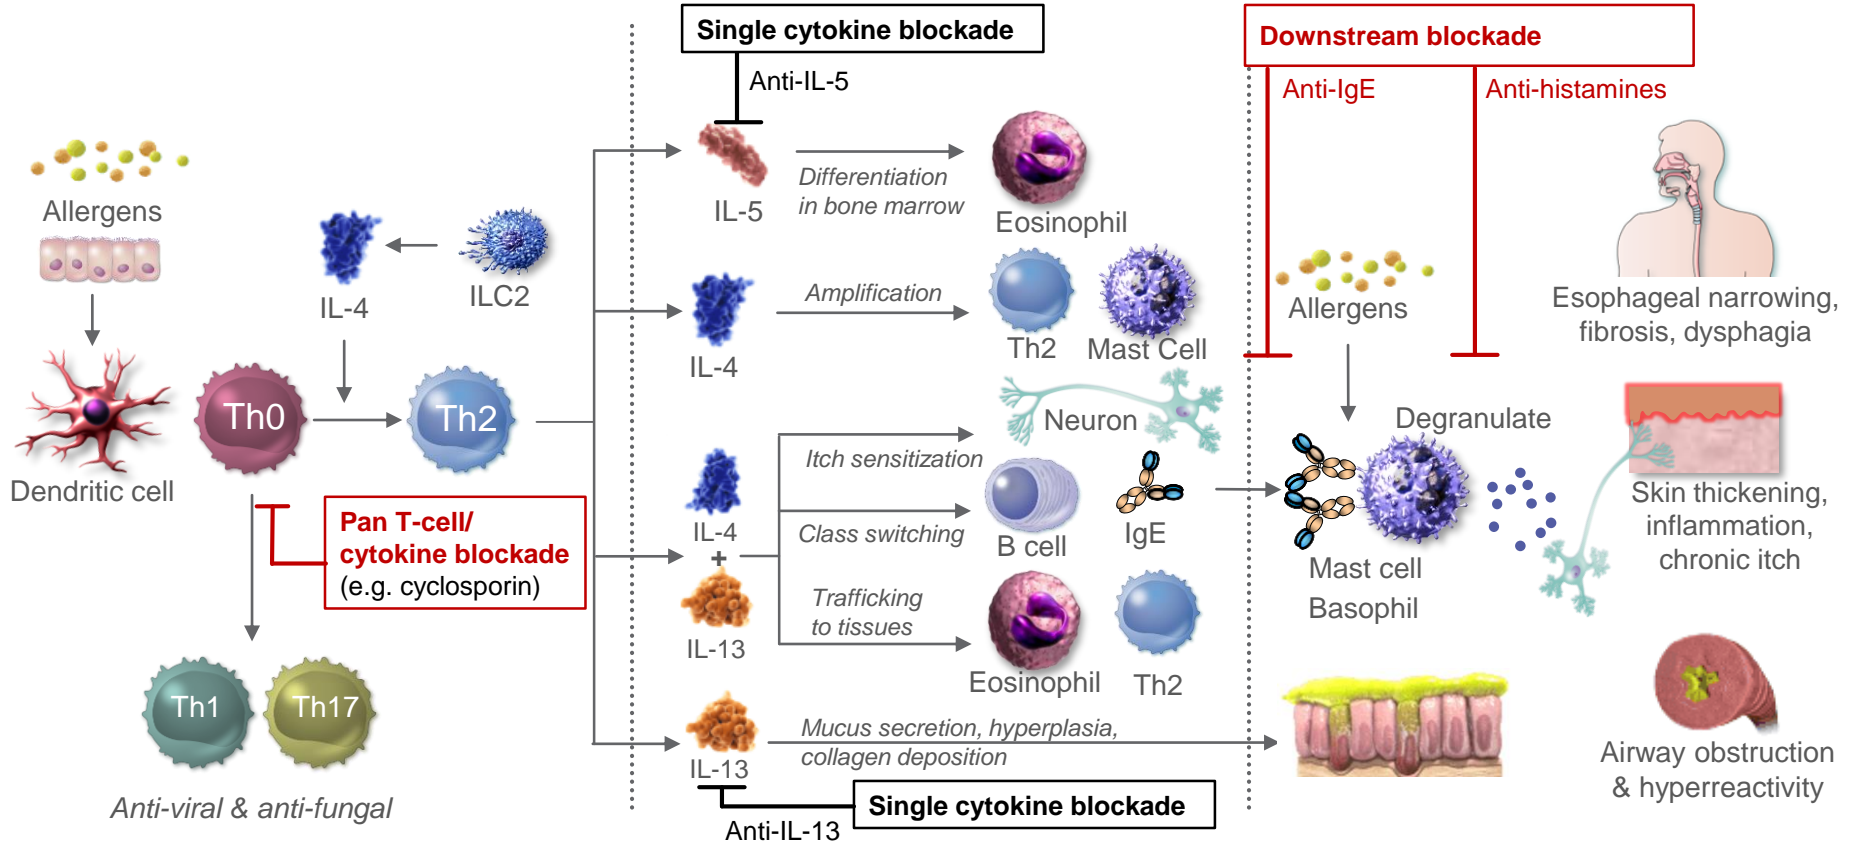 Single cytokine blockade
Anti-IL-5
Downstream blockade
Anti-IgE
Anti-histamines
Allergens
IL-4
ILC2
Th0
Th2
Dendritic cell
Pan T-cell/
cytokine blockade
(e.g. cyclosporin)
Th1
Th17
Anti-viral & anti-fungal
IL-5
Differentiation
in bone marrow
Eosinophil
IL-4
Amplification
Th2
Mast Cell
Neuron
Itch sensitization
IL-4
+
IL-13
Class switching
B cell
IgE
Trafficking
to tissues
Eosinophil
Th2
IL-13
Mucus secretion, hyperplasia,
collagen deposition
Single cytokine blockade
Anti-IL-13
Allergens
Degranulate
Mast cell
Basophil
Esophageal narrowing,
fibrosis, dysphagia
Skin thickening,
inflammation,
chronic itch
Airway obstruction
& hyperreactivity